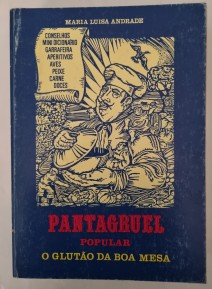 MARIA LUISA ANDRADE
CONSELHOS
MINI DICIONÁRIO
GARRAFEIRA
APERITIVOS
AVES
PEIXE
CARNE
DOCES
PANTAGRUEL
POPULAR
O GLUTÃO DA BOA MESA